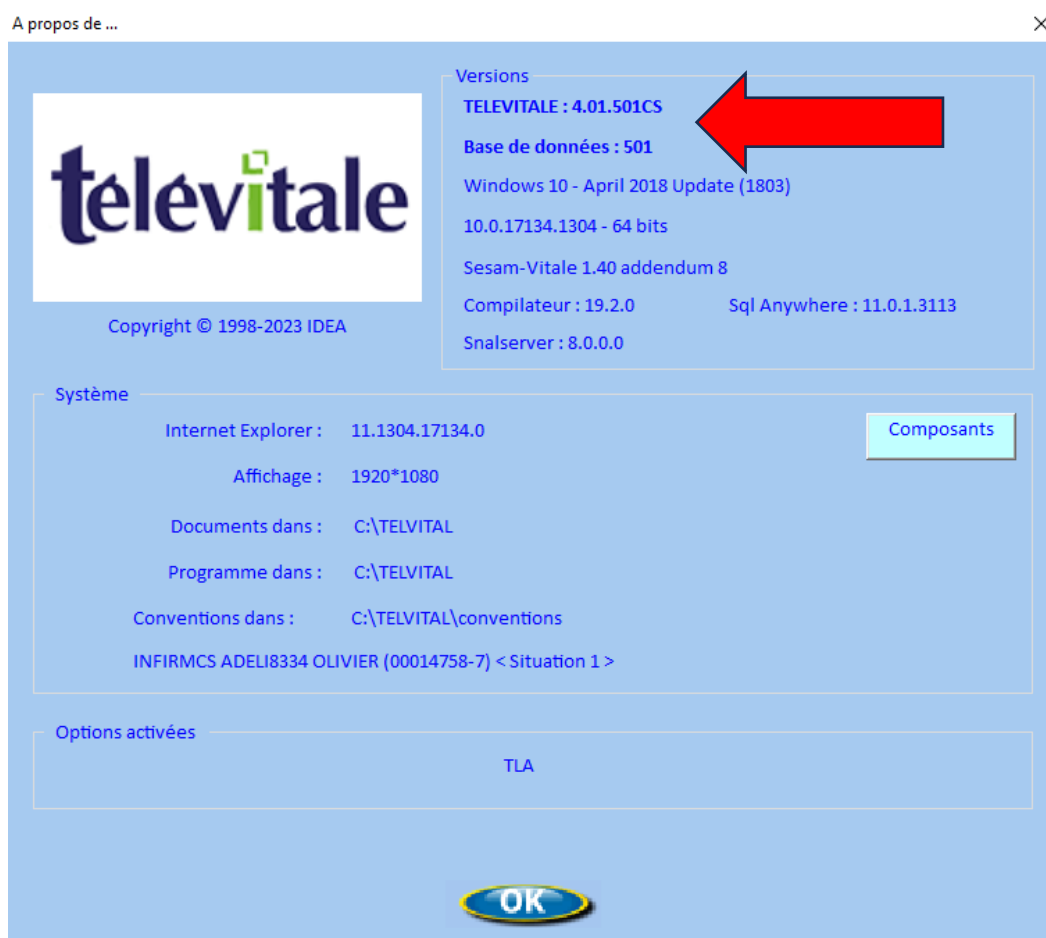 A propos de ...
télévitale
Copyright © 1998-2023 IDEA
Versions
TELEVITALE : 4.01.501CS
Base de données : 501
Windows 10 - April 2018 Update (1803)
10.0.17134.1304 - 64 bits
Sesam-Vitale 1.40 addendum 8
Compilateur : 19.2.0 Sql Anywhere : 11.0.1.3113
Snalserver : 8.0.0.0
Système
Internet Explorer : 11.1304.17134.0
Composants
Affichage : 1920*1080
Documents dans : C:\TELVITAL
Programme dans : C:\TELVITAL
Conventions dans : C:\TELVITAL\conventions
INFIRMCS ADELI8334 OLIVIER (00014758-7) < Situation 1 >
Options activées
TLA
OK